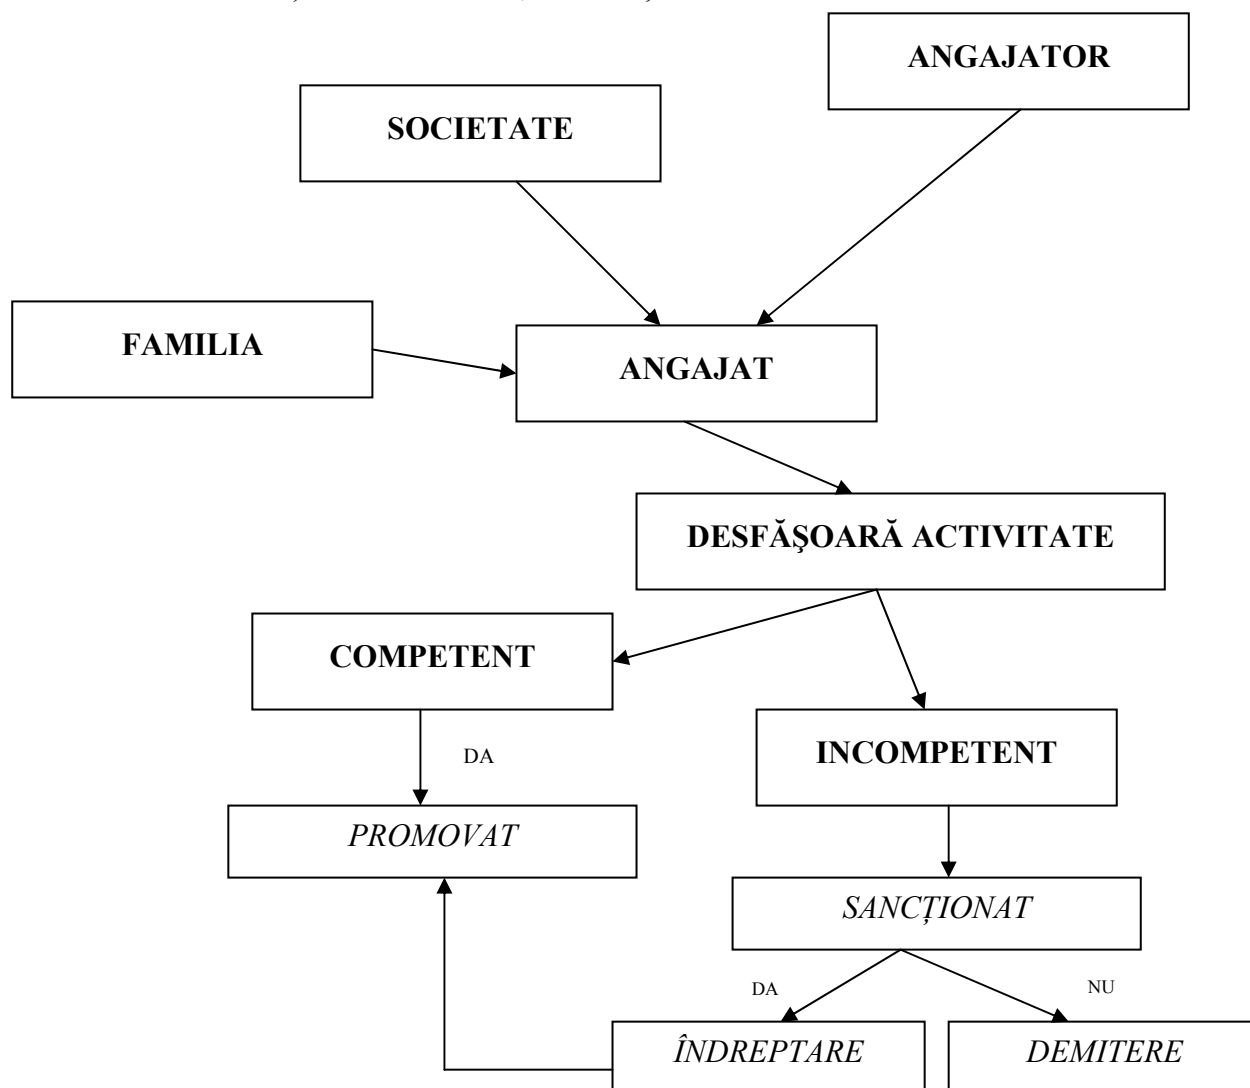 ANGAJATOR
SOCIETATE
FAMILIA
ANGAJAT
DESFĂŞOARĂ ACTIVITATE
COMPETENT
INCOMPETENT
DA
PROMOVAT
SANCȚIONAT
DA
NU
ÎNDREPTARE
DEMITERE